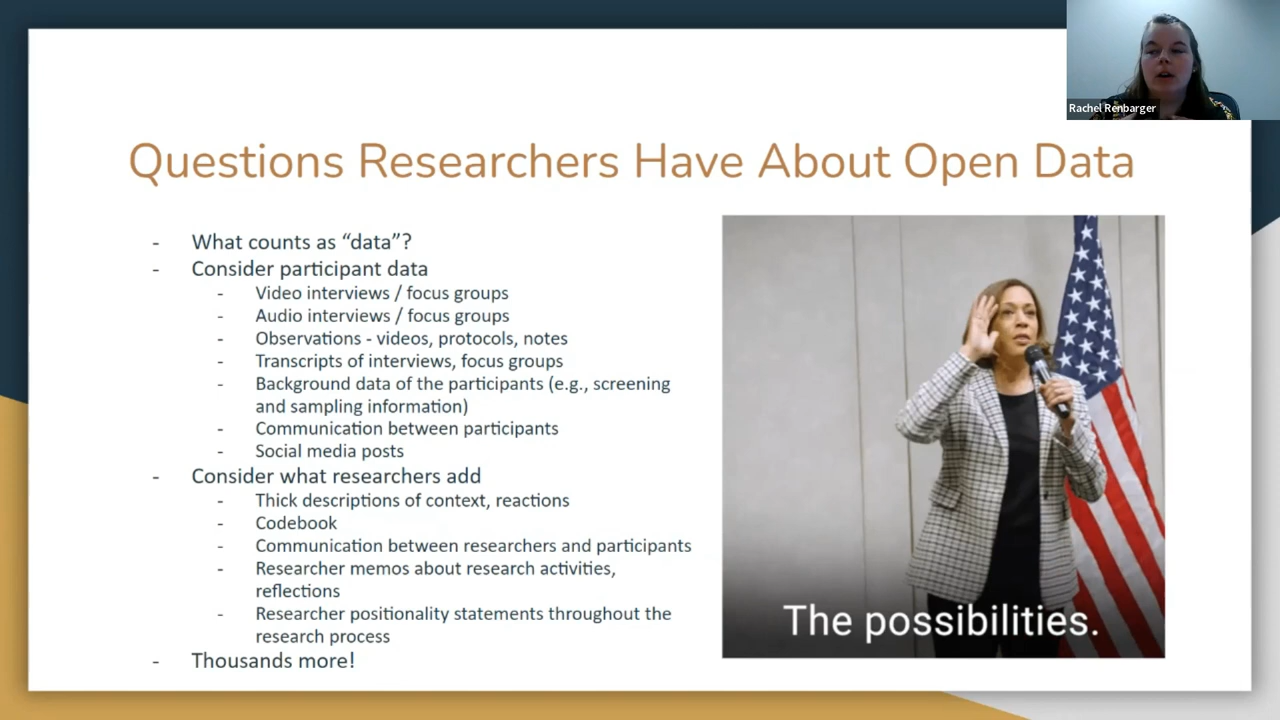 Rachel Renbarger
Questions Researchers Have About Open Data
- What counts as “data”?
- Consider participant data
- Video interviews / focus groups
- Audio interviews / focus groups
- Observations - videos, protocols, notes
- Transcripts of interviews, focus groups
- Background data of the participants (e.g., screening
and sampling information)
- Communication between participants
- Social media posts
- Consider what researchers add
- Thick descriptions of context, reactions
- Codebook
- Communication between researchers and participants
- Researcher memos about research activities,
reflections
- Researcher positionality statements throughout the
research process
- Thousands more!
The possibilities.